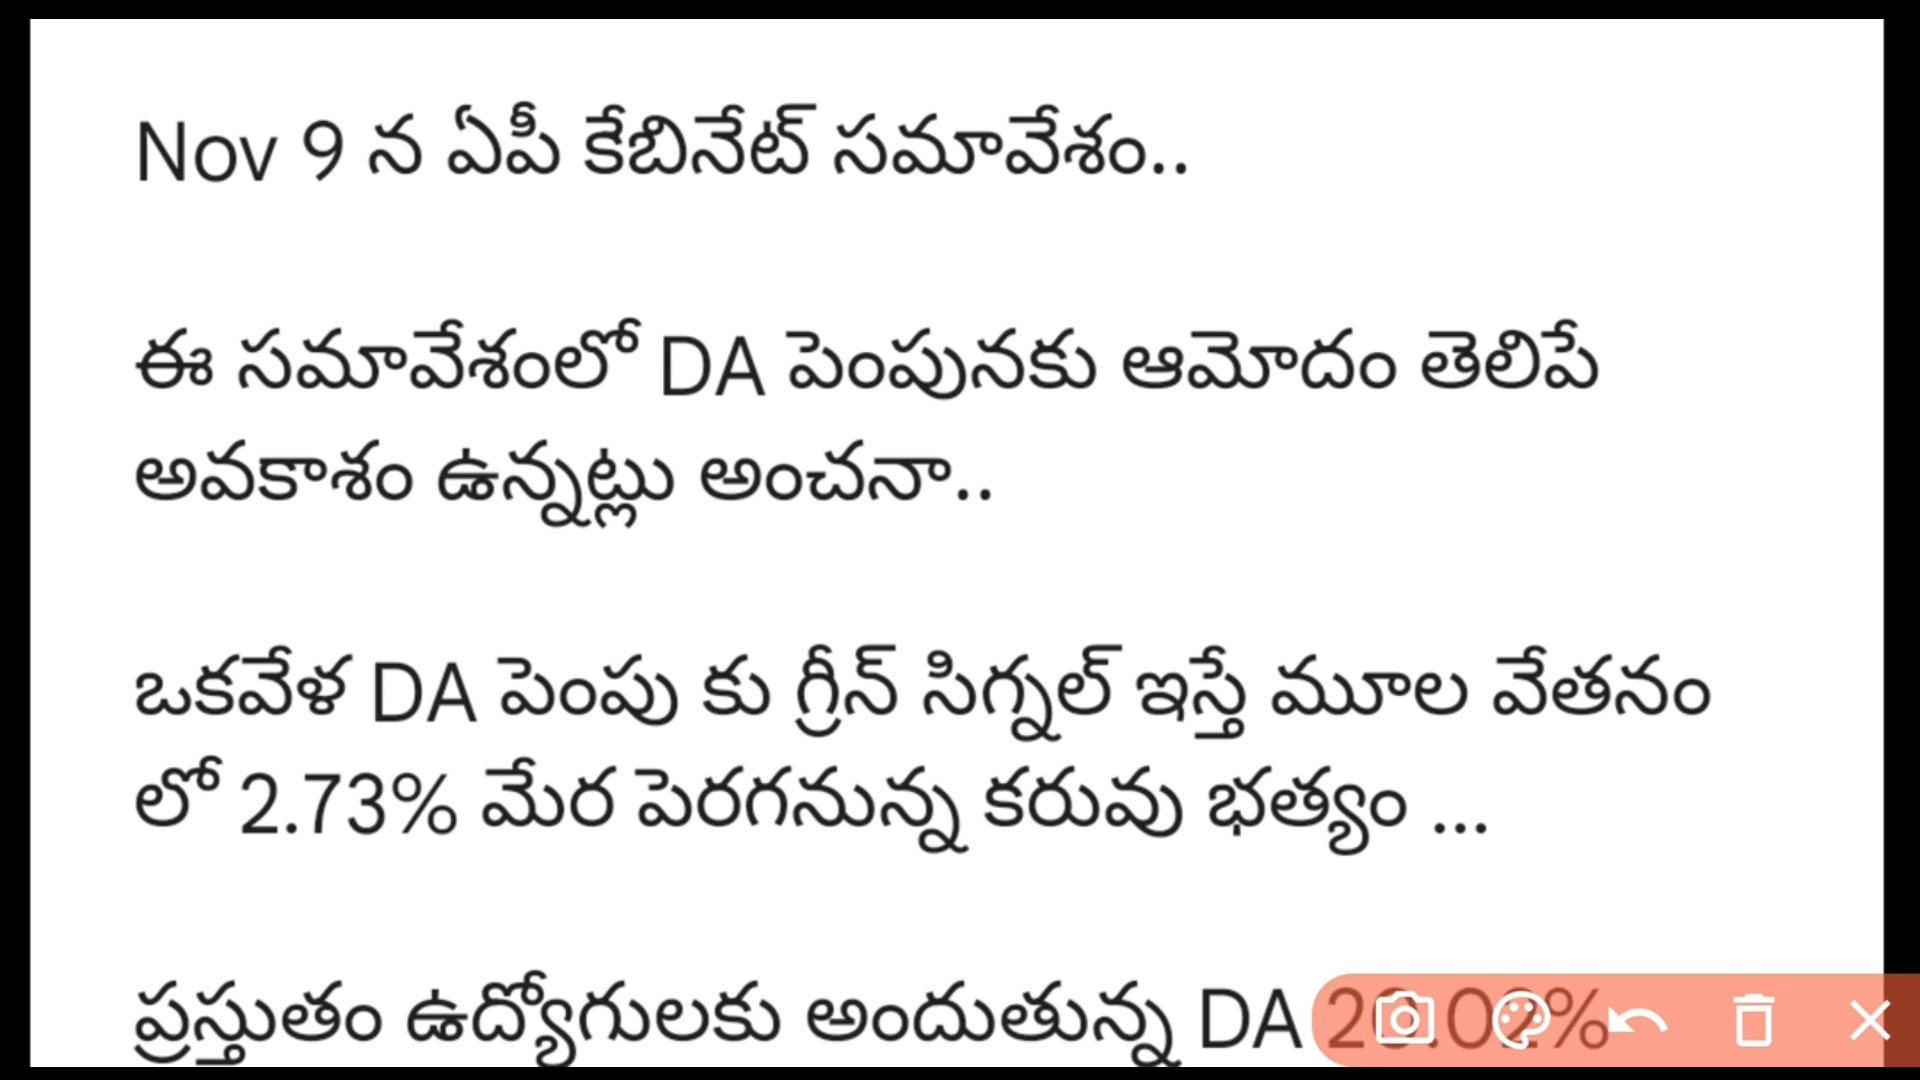 Nov 9 న ఏపీ కేబినేట్ సమావేశం..
ఈ సమావేశంలో DA పెంపునకు ఆమోదం తెలిపే
అవకాశం ఉన్నట్లు అంచనా..
ఒకవేళ DA పెంపు కు గ్రీన్ సిగ్నల్ ఇస్తే మూల వేతనం
లో 2.73% మేర పెరగనున్న కరువు భత్యం ...
ప్రస్తుతం ఉద్యోగులకు అందుతున్న DA